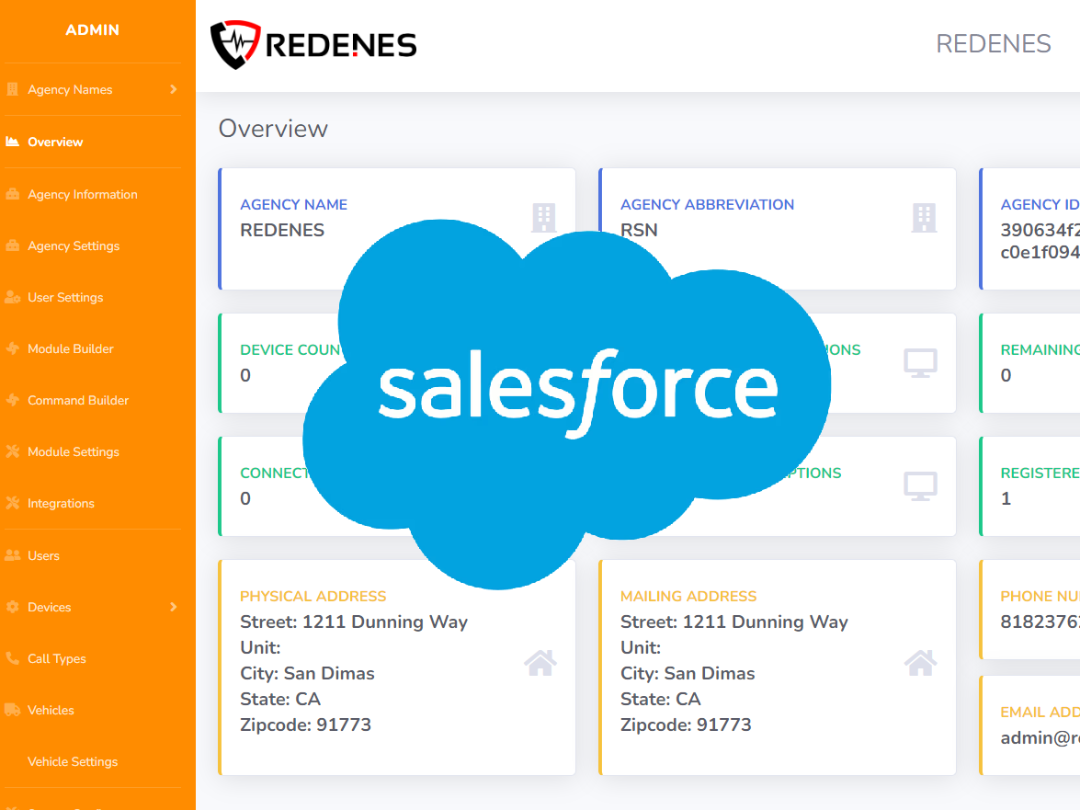 ADMIN
Agency Names
Overview
Agency Information
Agency Settings
User Settings
Module Builder
Command Builder
Module Settings
Integrations
Users
Devices
Call Types
Vehicles
Vehicle Settings
REDENES
REDENES
Overview
AGENCY NAME
REDENES
AGENCY ABBREVIATION
RSN
AGENCY ID
390634f2
c0e1f094
DEVICE COUN
0
IONS
REMAINING
0
salesforce
CONNECT
0
PTIONS
REGISTERE
1
PHYSICAL ADDRESS
Street: 1211 Dunning Way
Unit:
City: San Dimas
State: CA
Zipcode: 91773
MAILING ADDRESS
Street: 1211 Dunning Way
Unit:
City: San Dimas
State: CA
Zipcode: 91773
PHONE NU
8182376
EMAIL ADD
admin@r